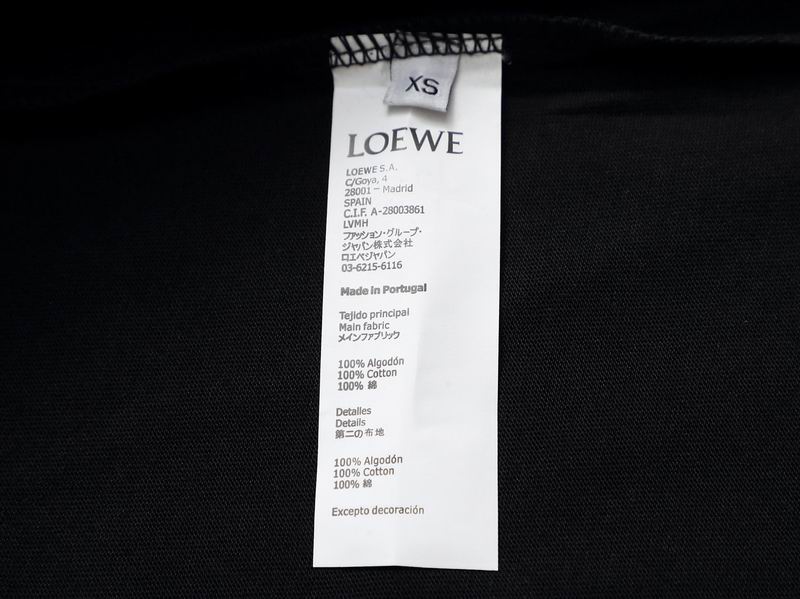 XS
LOEWE
LOEWE S.A.
C/Goya, 4
28001 – Madrid
SPAIN
C.I.F. A-28003861
LVMH
ファッション・グループ・
ジャパン株式会社
ロエベジャパン
03-6215-6116
Made in Portugal
Tejido principal
Main fabric
メインファブリック
100% Algodón
100% Cotton
100% 綿
Detalles
Details
第二の布地
100% Algodón
100% Cotton
100% 綿
Excepto decoración